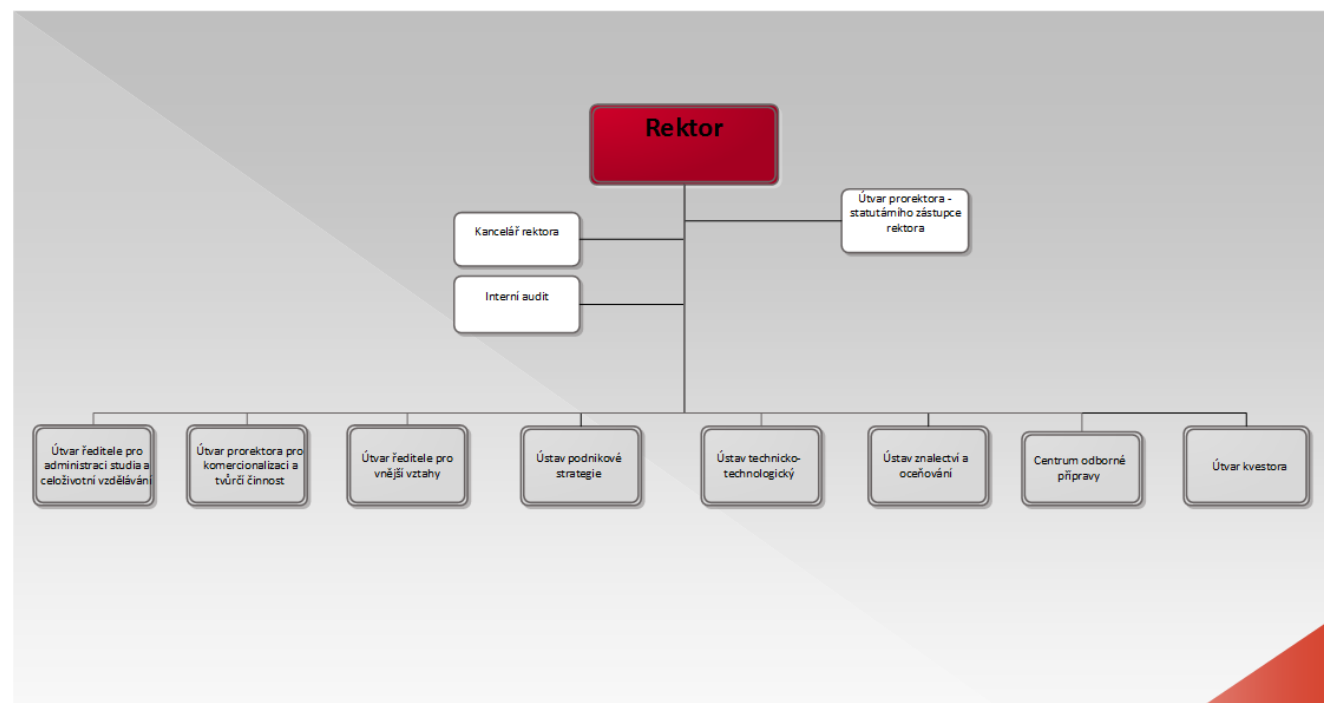 Rektor
Útvar prorektora -
statutárního zástupce
rektora
Kancelář rektora
Interní audit
Útvar ředitele pro
administraci studia a
celoživotní vzdělávání
Útvar prorektora pro
komercionalizaci a
tvůrčí činnost
Útvar ředitele pro
vnější vztahy
Ústav podnikové
strategie
Ústav technicko-
technologický
Ústav znalectví a
oceňování
Centrum odborné
přípravy
Útvar kvestora